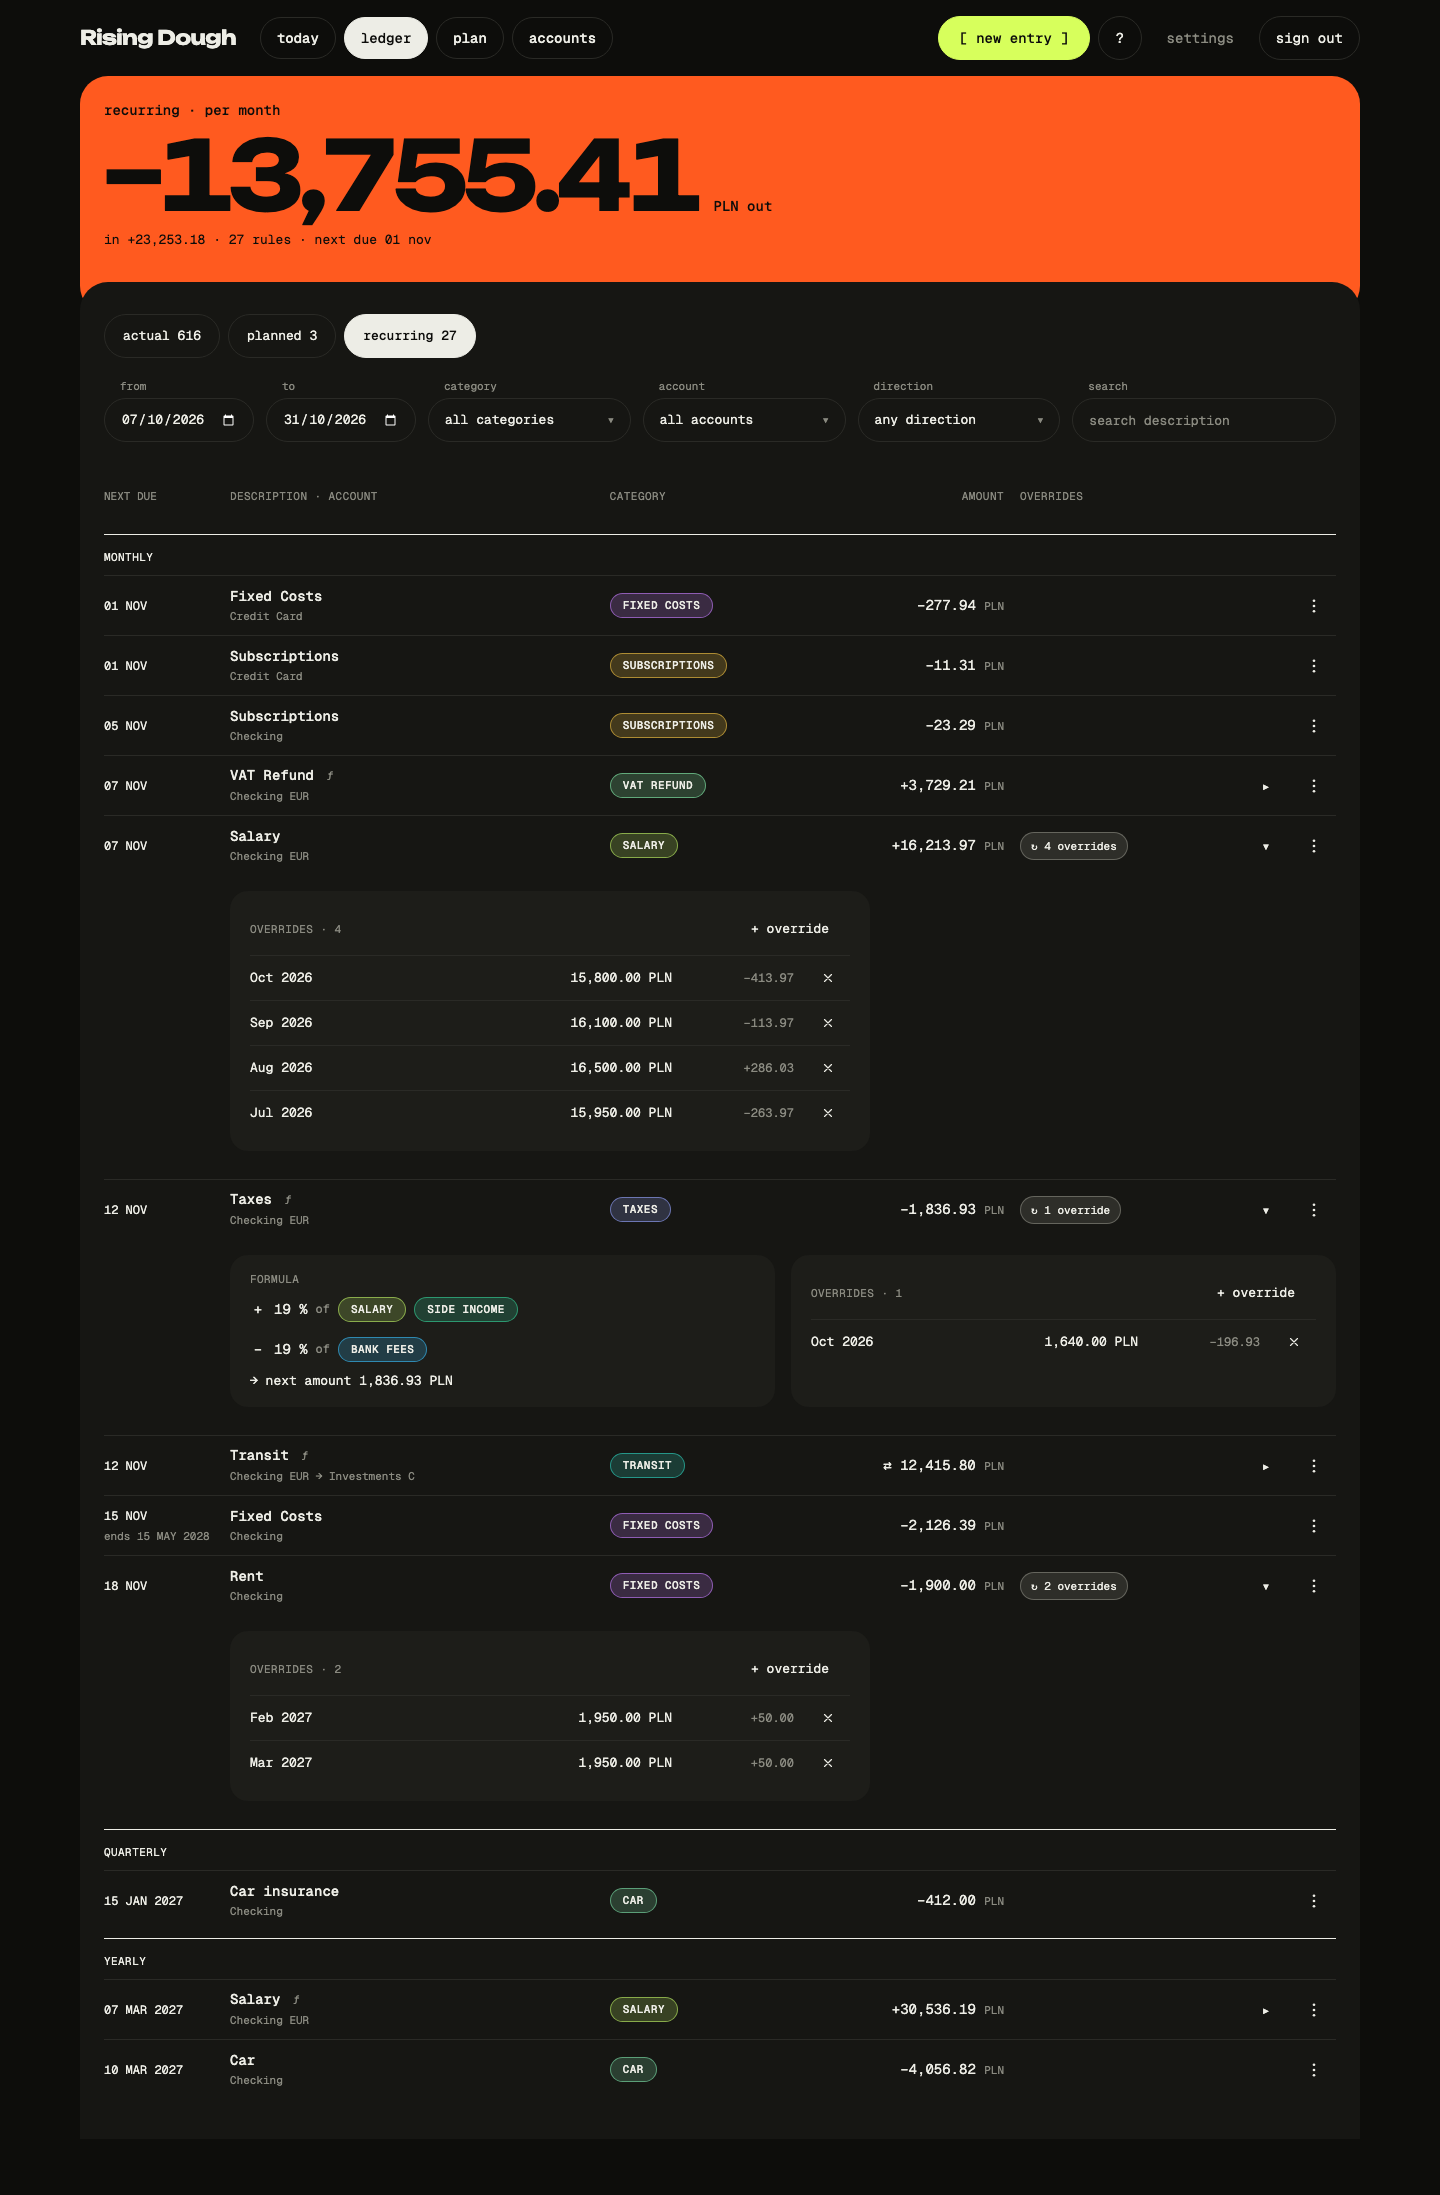 Rising Dough today ledger plan accounts [ new entry ] ? settings sign out
recurring · per month
−13,755.41 PLN out
in +23,253.18 · 27 rules · next due 01 nov
actual 616 planned 3 recurring 27
from to category account direction search
07/10/2026 31/10/2026 all categories ▾ all accounts ▾ any direction ▾ search description
NEXT DUE DESCRIPTION · ACCOUNT CATEGORY AMOUNT OVERRIDES
MONTHLY
01 NOV Fixed Costs FIXED COSTS −277.94 PLN ⋮
Credit Card
01 NOV Subscriptions SUBSCRIPTIONS −11.31 PLN ⋮
Credit Card
05 NOV Subscriptions SUBSCRIPTIONS −23.29 PLN ⋮
Checking
07 NOV VAT Refund ƒ VAT REFUND +3,729.21 PLN ▸ ⋮
Checking EUR
07 NOV Salary SALARY +16,213.97 PLN ↻ 4 overrides ▾ ⋮
Checking EUR
OVERRIDES · 4 + override
Oct 2026 15,800.00 PLN −413.97 ×
Sep 2026 16,100.00 PLN −113.97 ×
Aug 2026 16,500.00 PLN +286.03 ×
Jul 2026 15,950.00 PLN −263.97 ×
12 NOV Taxes ƒ TAXES −1,836.93 PLN ↻ 1 override ▾ ⋮
Checking EUR
FORMULA
+ 19 % of SALARY SIDE INCOME
− 19 % of BANK FEES
→ next amount 1,836.93 PLN
OVERRIDES · 1 + override
Oct 2026 1,640.00 PLN −196.93 ×
12 NOV Transit ƒ TRANSIT ⇄ 12,415.80 PLN ▸ ⋮
Checking EUR → Investments C
15 NOV Fixed Costs FIXED COSTS −2,126.39 PLN ⋮
ends 15 MAY 2028 Checking
18 NOV Rent FIXED COSTS −1,900.00 PLN ↻ 2 overrides ▾ ⋮
Checking
OVERRIDES · 2 + override
Feb 2027 1,950.00 PLN +50.00 ×
Mar 2027 1,950.00 PLN +50.00 ×
QUARTERLY
15 JAN 2027 Car insurance CAR −412.00 PLN ⋮
Checking
YEARLY
07 MAR 2027 Salary ƒ SALARY +30,536.19 PLN ▸ ⋮
Checking EUR
10 MAR 2027 Car CAR −4,056.82 PLN ⋮
Checking